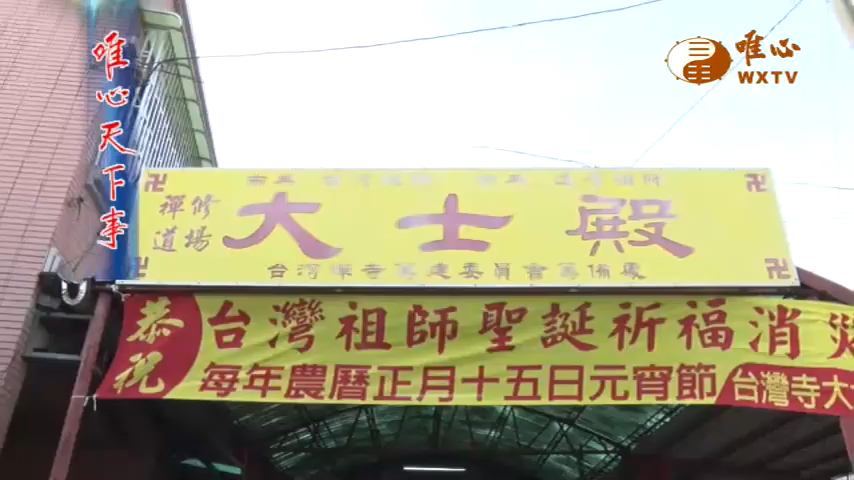 唯心天下事
唯心
WXTV
禪修
道場
大士殿
台灣禪寺籌建委員會籌備處
恭祝
台灣祖師聖誕祈福消災
每年農曆正月十五日元宵節
台灣寺大